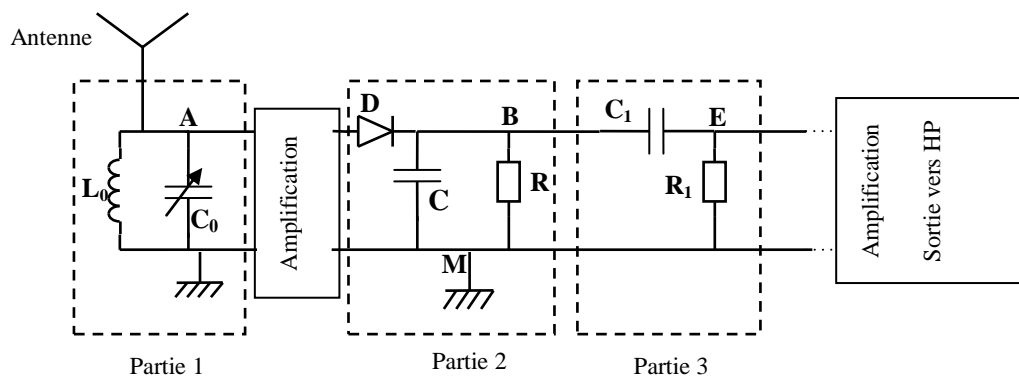 Antenne
A
L₀
C₀
Amplification
D
B
C
R
M
C₁
E
R₁
Amplification
Sortie vers HP
Partie 1
Partie 2
Partie 3